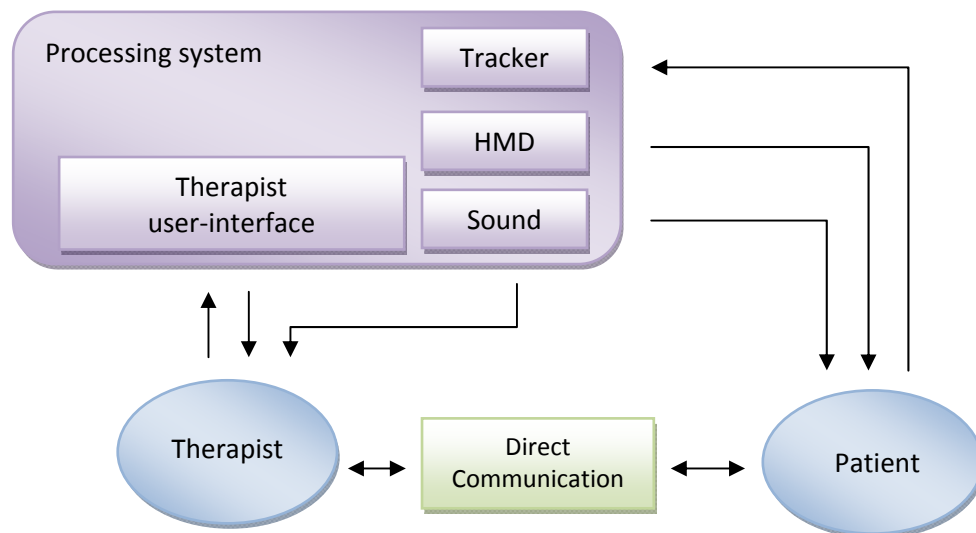 Processing system
Tracker
HMD
Therapist
user-interface
Sound
Therapist
Direct
Communication
Patient